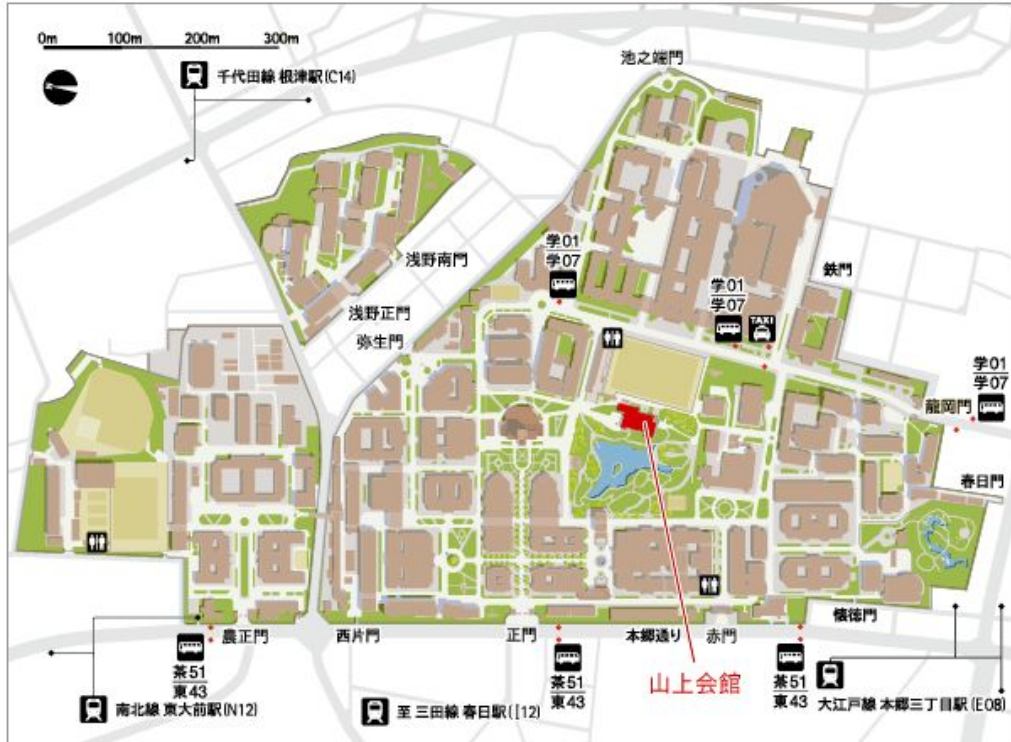 0m 100m 200m 300m
千代田線 根津駅(C14)
池之端門
浅野南門
浅野正門
弥生門
学01
学07
学01
学07
TAXI
鉄門
学01
学07
龍岡門
春日門
農正門
西片門
正門
本郷通り
赤門
懐徳門
茶51
東43
茶51
東43
茶51
東43
山上会館
南北線 東大前駅(N12)
至 三田線 春日駅(I12)
大江戸線 本郷三丁目駅(E08)